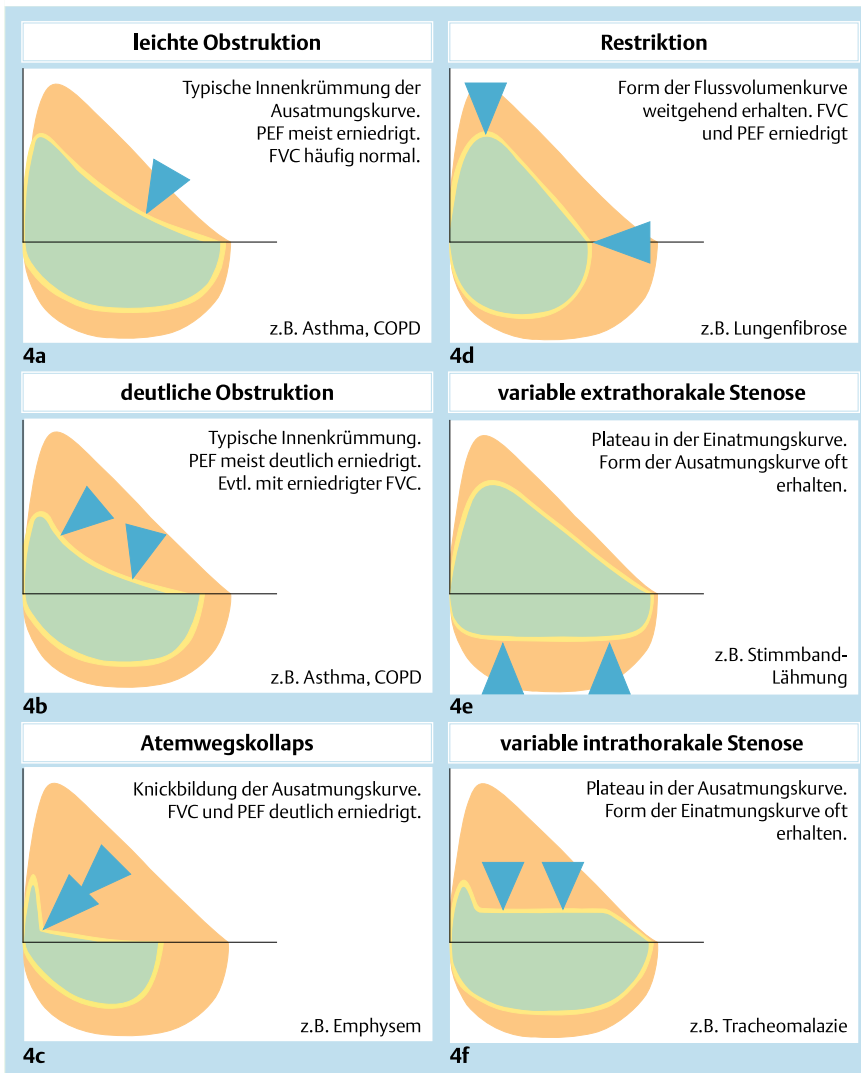 leichte Obstruktion
Typische Innenkrümmung der
Ausatmungskurve.
PEF meist erniedrigt.
FVC häufig normal.
z.B. Asthma, COPD
4a
Restriktion
Form der Flussvolumenkurve
weitgehend erhalten. FVC
und PEF erniedrigt
z.B. Lungenfibrose
4d
deutliche Obstruktion
Typische Innenkrümmung.
PEF meist deutlich erniedrigt.
Evtl. mit erniedrigter FVC.
z.B. Asthma, COPD
4b
variable extrathorakale Stenose
Plateau in der Einatmungskurve.
Form der Ausatmungskurve oft
erhalten.
z.B. Stimmband-
Lähmung
4e
Atemwegskollaps
Knickbildung der Ausatmungskurve.
FVC und PEF deutlich erniedrigt.
z.B. Emphysem
4c
variable intrathorakale Stenose
Plateau in der Ausatmungskurve.
Form der Einatmungskurve oft
erhalten.
z.B. Tracheomalazie
4f